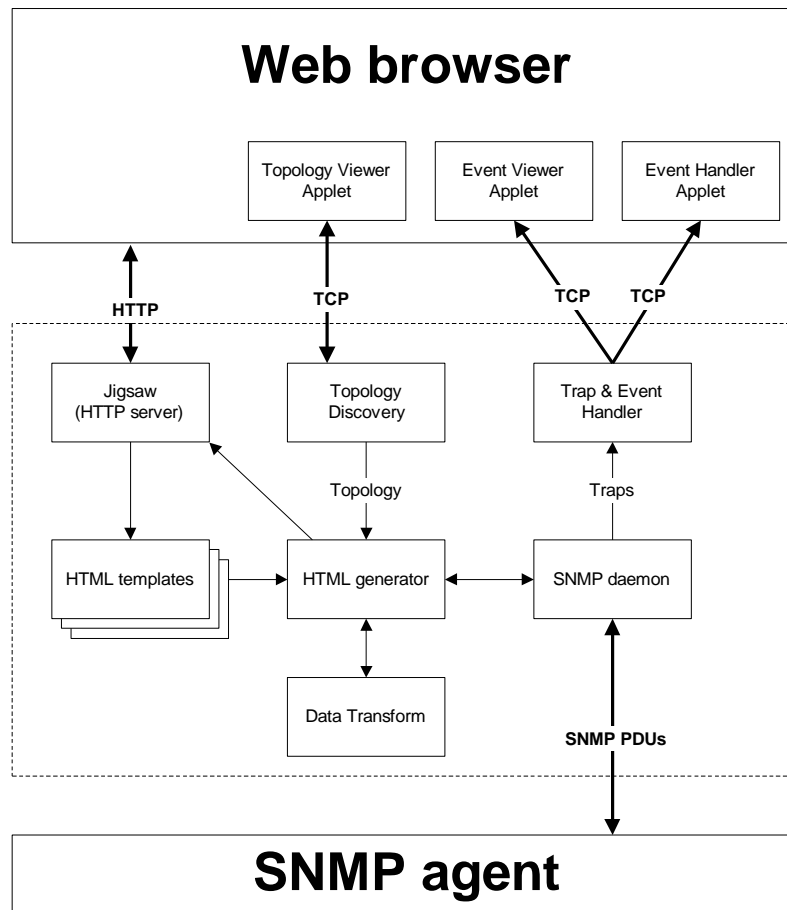 Web browser
Topology Viewer
Applet
Event Viewer
Applet
Event Handler
Applet
HTTP
TCP
TCP
TCP
Jigsaw
(HTTP server)
Topology
Discovery
Trap & Event
Handler
Topology
Traps
HTML templates
HTML generator
SNMP daemon
Data Transform
SNMP PDUs
SNMP agent